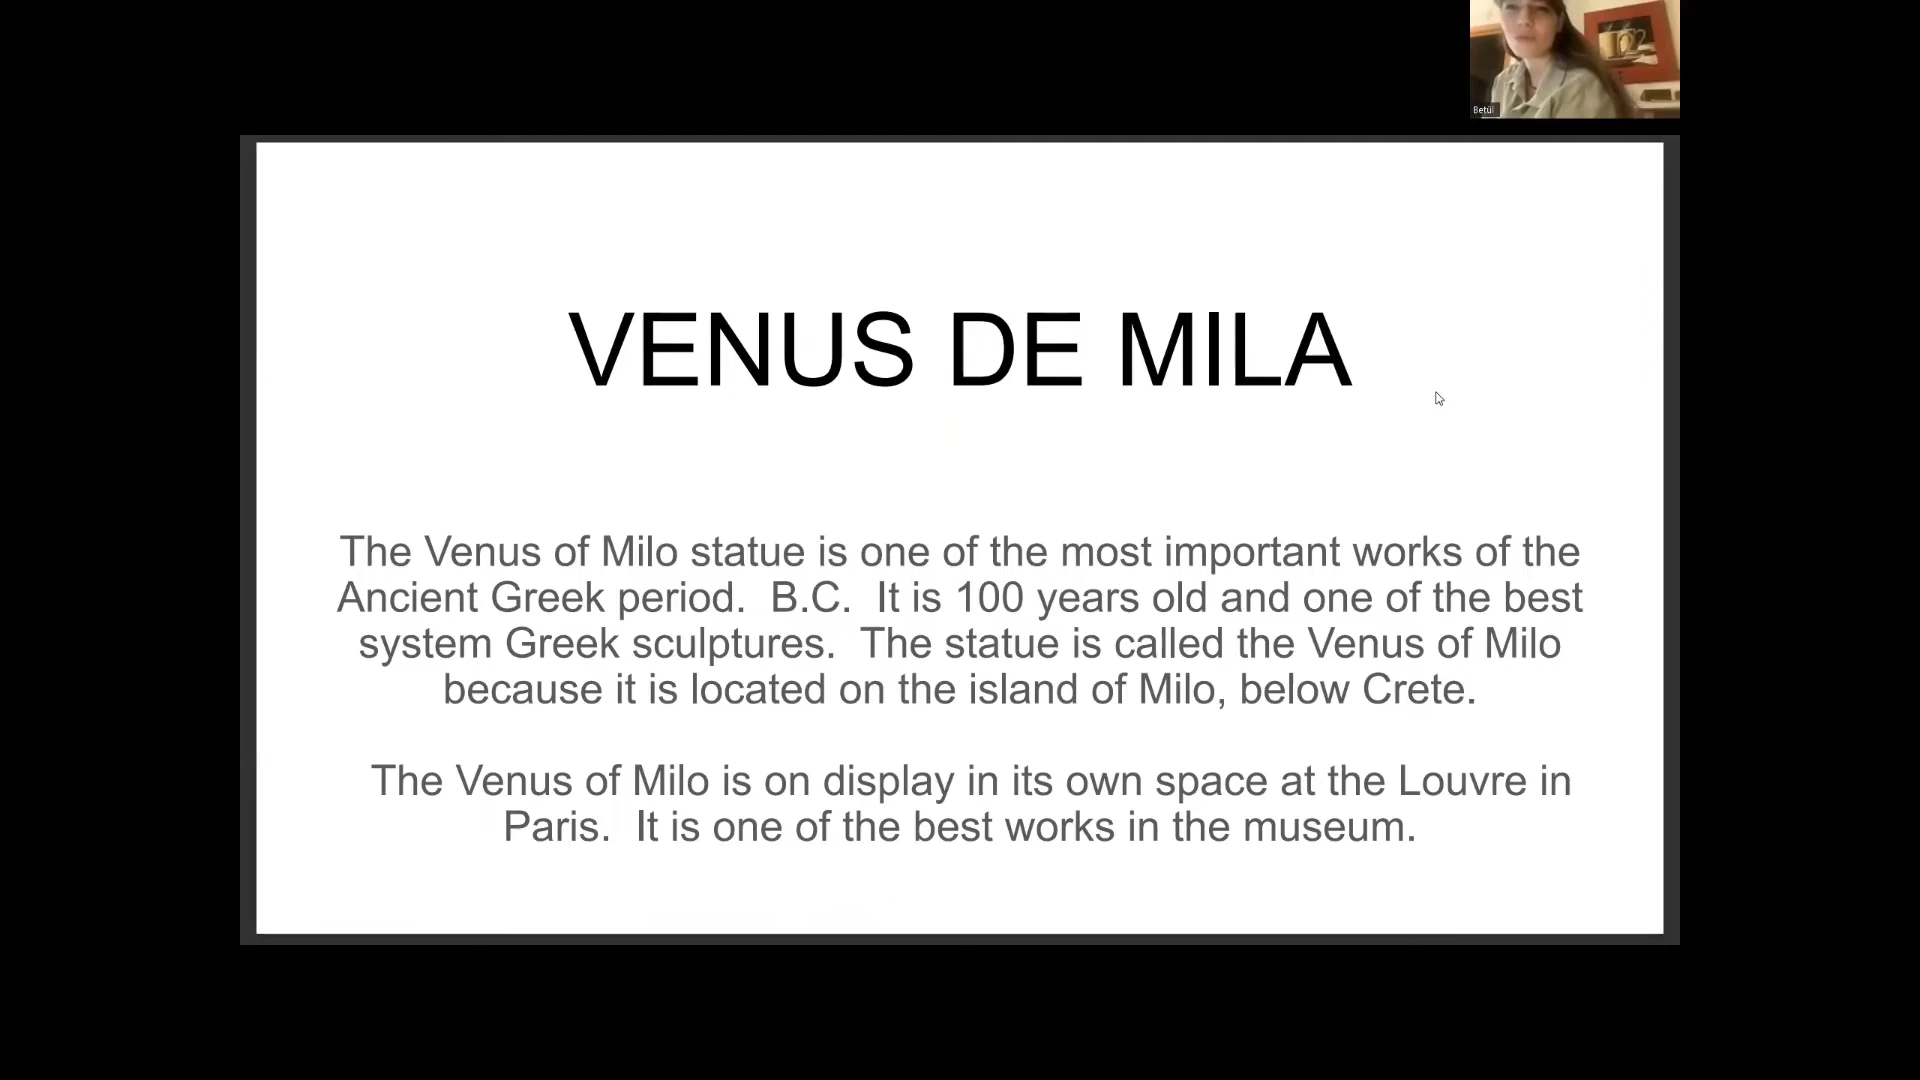 Betül
VENUS DE MILA
The Venus of Milo statue is one of the most important works of the
Ancient Greek period.  B.C.  It is 100 years old and one of the best
system Greek sculptures.  The statue is called the Venus of Milo
because it is located on the island of Milo, below Crete.
The Venus of Milo is on display in its own space at the Louvre in
Paris.  It is one of the best works in the museum.